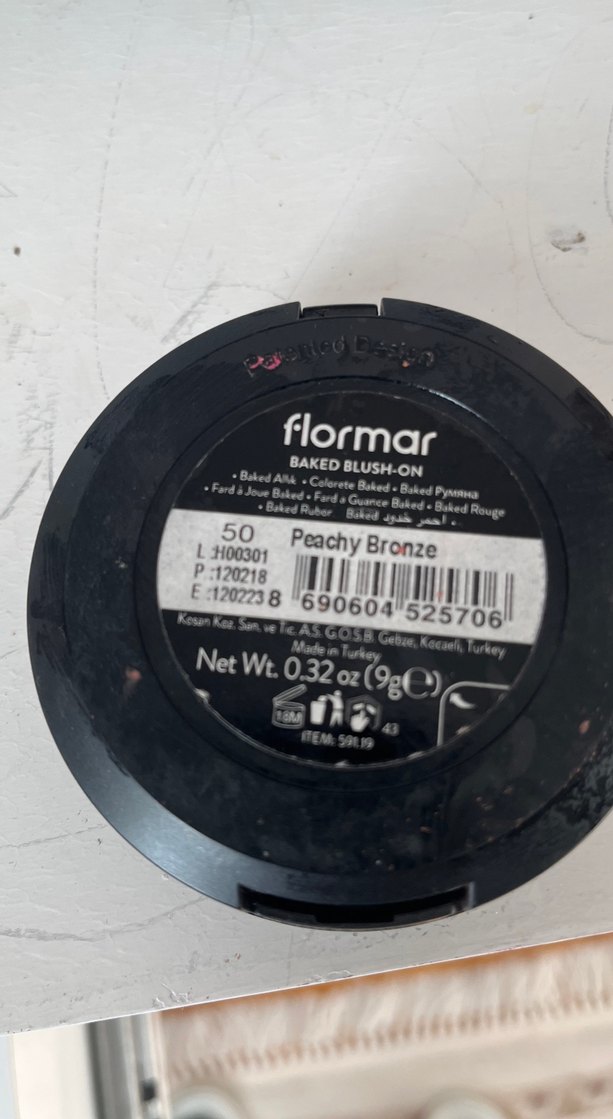 Patented Design
flormar
BAKED BLUSH-ON
• Baked Allık • Colorete Baked • Baked Румяна
• Fard à Joue Baked • Fard a Guance Baked • Baked Rouge
• Baked Rubor Baked احمر خدود
50 Peachy Bronze
L :H00301
P :120218
E :120223
8 690604 525706
Kosan Koz. San. ve Tic. A.S. G.O.S.B. Gebze, Kocaeli, Turkey
Made in Turkey
Net Wt. 0.32 oz (9g℮)
18M
43
ITEM: 59119